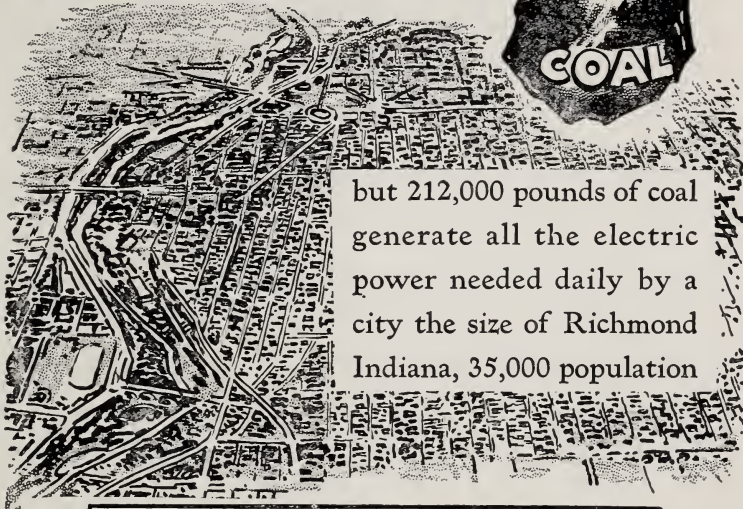 COAL
but 212,000 pounds of coal
generate all the electric
power needed daily by a
city the size of Richmond
Indiana, 35,000 population